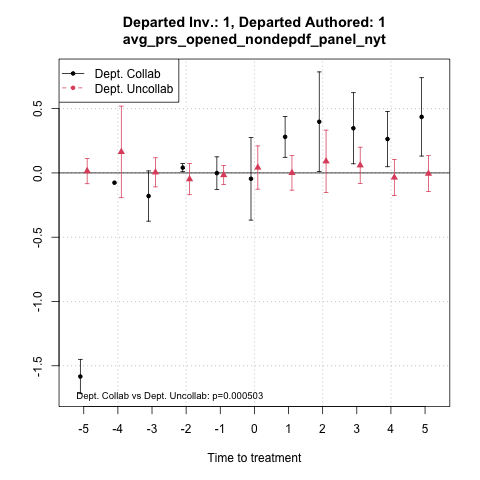 Departed Inv.: 1, Departed Authored: 1
avg_prs_opened_nondepdf_panel_nyt
Dept. Collab
Dept. Uncollab
0.5
0.0
-0.5
-1.0
-1.5
Dept. Collab vs Dept. Uncollab: p=0.000503
-5 -4 -3 -2 -1 0 1 2 3 4 5
Time to treatment